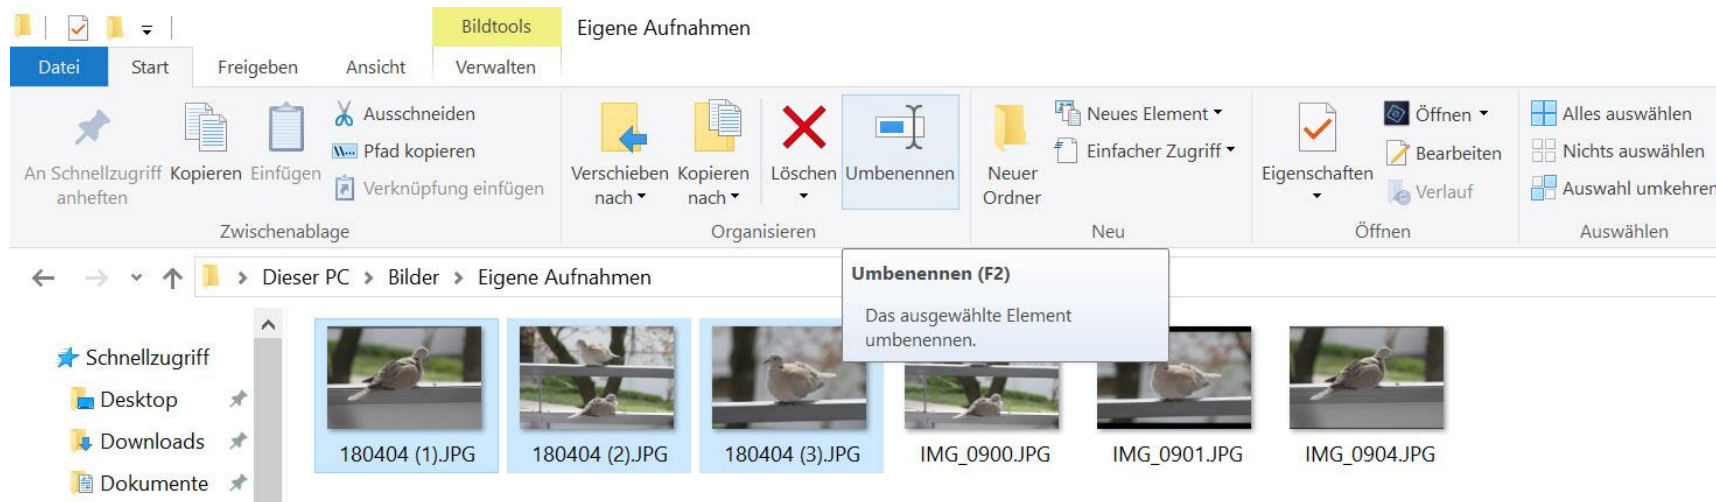 Bildtools
Eigene Aufnahmen
Datei
Start
Freigeben
Ansicht
Verwalten
An Schnellzugriff
anheften
Kopieren
Einfügen
Ausschneiden
Pfad kopieren
Verknüpfung einfügen
Zwischenablage
Verschieben
nach
Kopieren
nach
Löschen
Umbenennen
Organisieren
Neuer
Ordner
Neues Element
Einfacher Zugriff
Neu
Eigenschaften
Öffnen
Bearbeiten
Verlauf
Öffnen
Alles auswählen
Nichts auswählen
Auswahl umkehren
Auswählen
Dieser PC > Bilder > Eigene Aufnahmen
Umbenennen (F2)
Das ausgewählte Element
umbenennen.
Schnellzugriff
Desktop
Downloads
Dokumente
180404 (1).JPG
180404 (2).JPG
180404 (3).JPG
IMG_0900.JPG
IMG_0901.JPG
IMG_0904.JPG